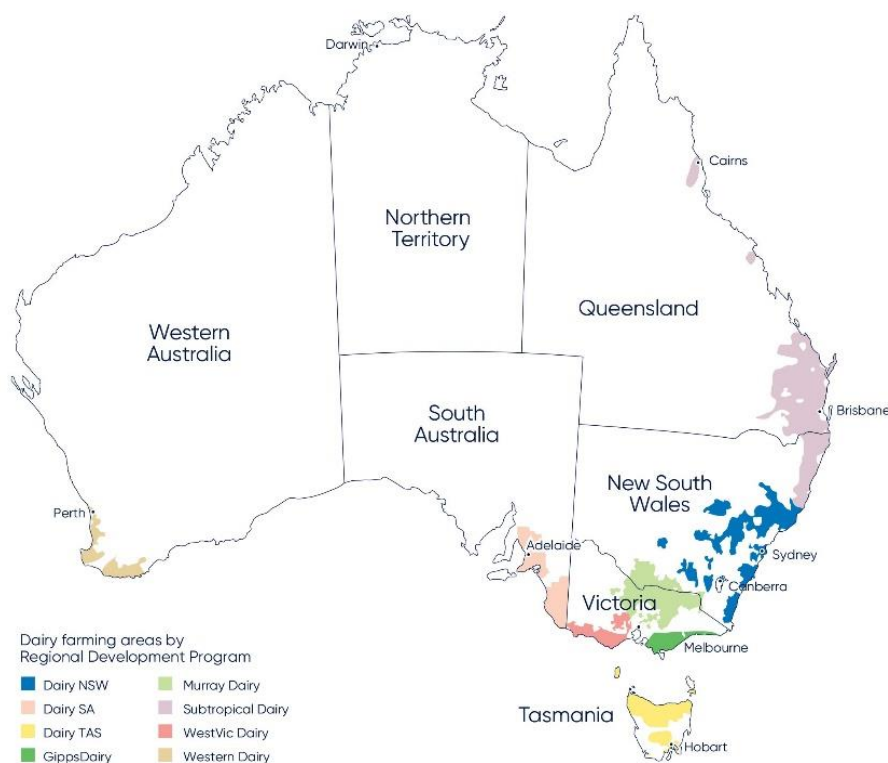 Darwin
Cairns
Northern
Territory
Queensland
Western
Australia
South
Australia
Brisbane
New South
Wales
Perth
Adelaide
Sydney
Canberra
Victoria
Melbourne
Dairy farming areas by
Regional Development Program
Dairy NSW
Murray Dairy
Dairy SA
Subtropical Dairy
Dairy TAS
WestVic Dairy
GippsDairy
Western Dairy
Tasmania
Hobart